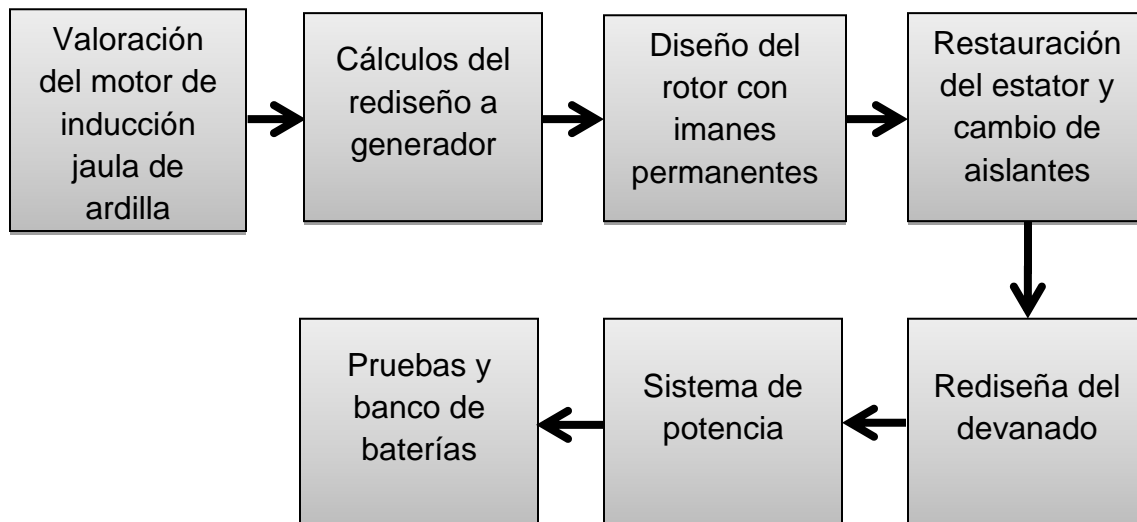 Valoración
del motor de
inducción
jaula de
ardilla
Cálculos del
rediseño a
generador
Diseño del
rotor con
imanes
permanentes
Restauración
del estator y
cambio de
aislantes
Rediseña del
devanado
Sistema de
potencia
Pruebas y
banco de
baterías